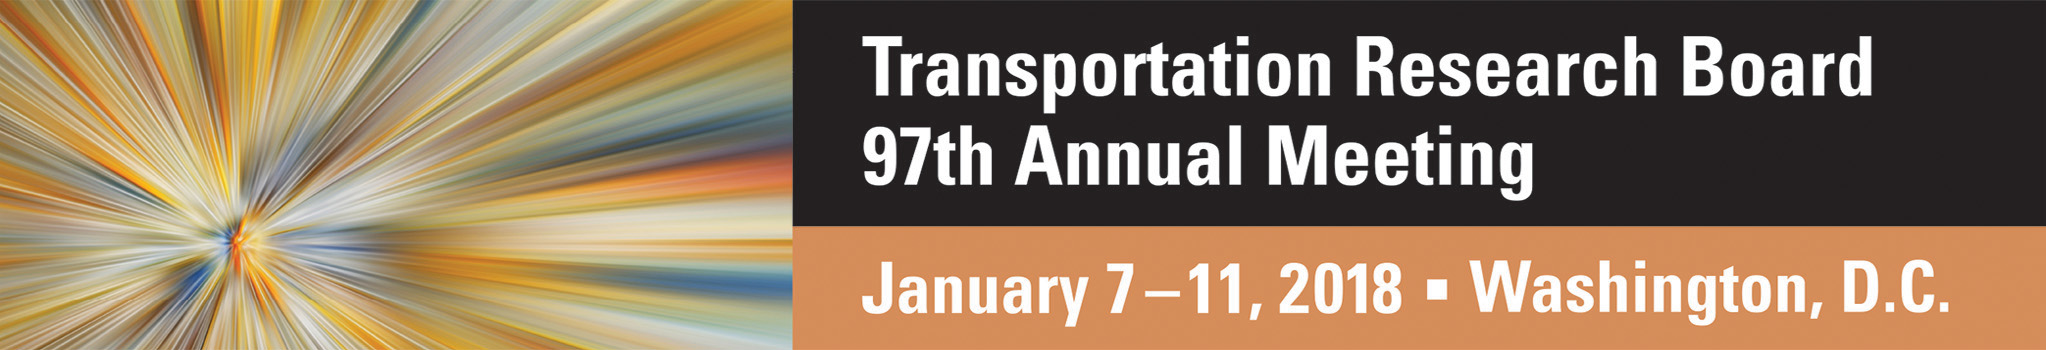 Transportation Research Board
97th Annual Meeting
January 7–11, 2018 ▪ Washington, D.C.